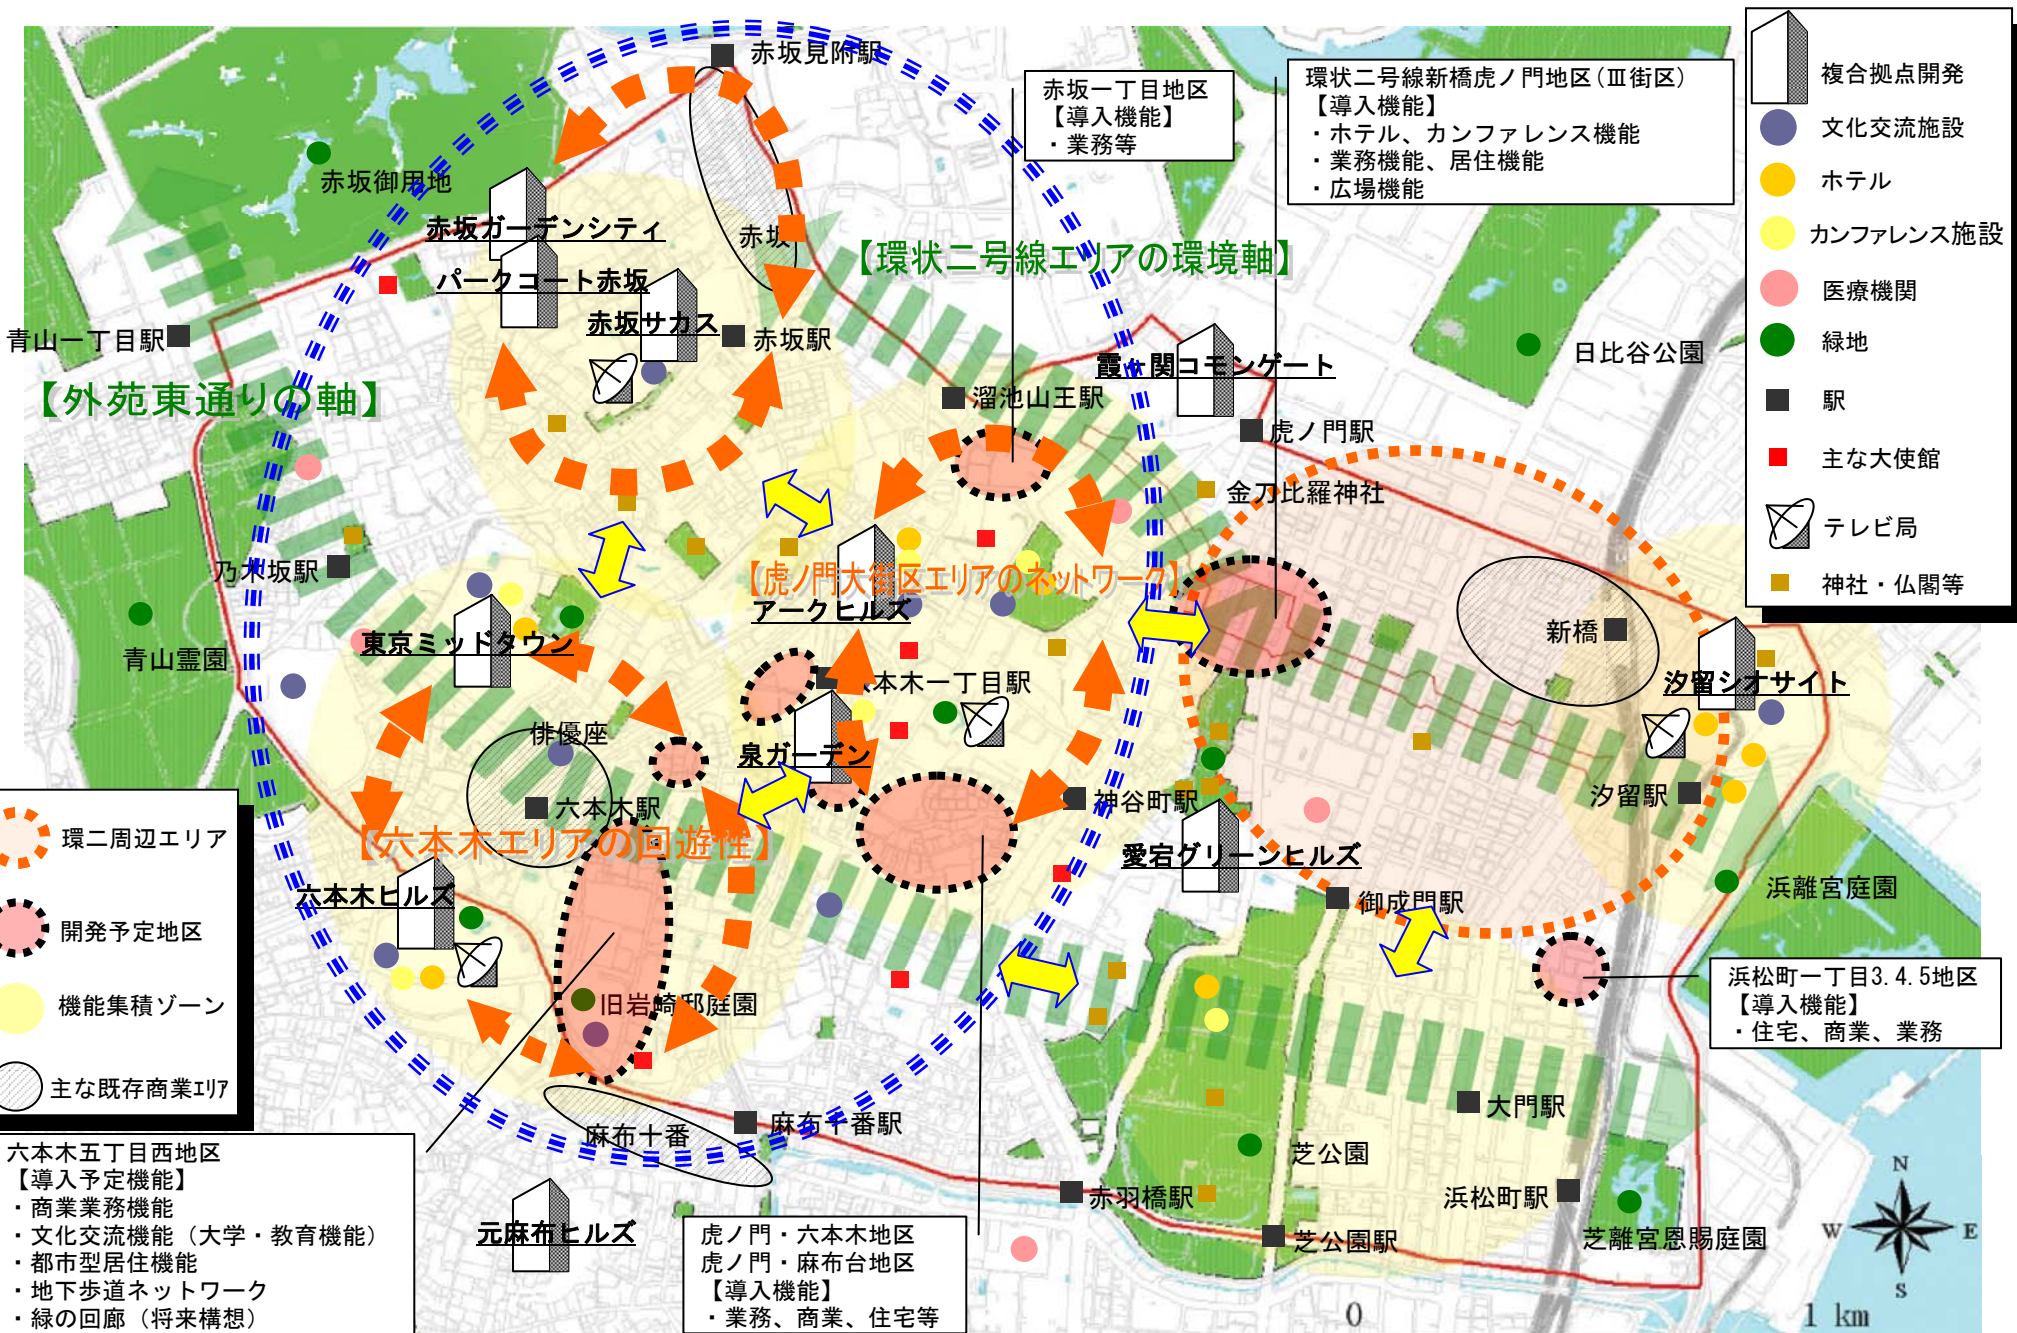 赤坂見附駅
赤坂一丁目地区
【導入機能】
・業務等
環状二号線新橋虎ノ門地区(Ⅲ街区)
【導入機能】
・ホテル、カンファレンス機能
・業務機能、居住機能
・広場機能
複合拠点開発
文化交流施設
ホテル
カンファレンス施設
医療機関
緑地
駅
主な大使館
テレビ局
神社・仏閣等
赤坂御用地
赤坂ガーデンシティ
赤坂
【環状二号線エリアの環境軸】
パークコート赤坂
赤坂サカス
赤坂駅
青山一丁目駅
霞ヶ関コモンゲート
日比谷公園
【外苑東通りの軸】
溜池山王駅
虎ノ門駅
金刀比羅神社
乃木坂駅
【虎ノ門大街区エリアのネットワーク】
アークヒルズ
東京ミッドタウン
新橋
青山霊園
六本木一丁目駅
汐留シオサイト
俳優座
泉ガーデン
六本木駅
神谷町駅
汐留駅
環二周辺エリア
【六本木エリアの回遊性】
愛宕グリーンヒルズ
六本木ヒルズ
御成門駅
浜離宮庭園
開発予定地区
機能集積ゾーン
主な既存商業エリア
旧岩崎邸庭園
浜松町一丁目3.4.5地区
【導入機能】
・住宅、商業、業務
大門駅
麻布十番
麻布十番駅
芝公園
六本木五丁目西地区
【導入予定機能】
・商業業務機能
・文化交流機能（大学・教育機能）
・都市型居住機能
・地下歩道ネットワーク
・緑の回廊（将来構想）
元麻布ヒルズ
赤羽橋駅
浜松町駅
芝公園駅
芝離宮恩賜庭園
虎ノ門・六本木地区
虎ノ門・麻布台地区
【導入機能】
・業務、商業、住宅等
N
W
E
S
0
1 km